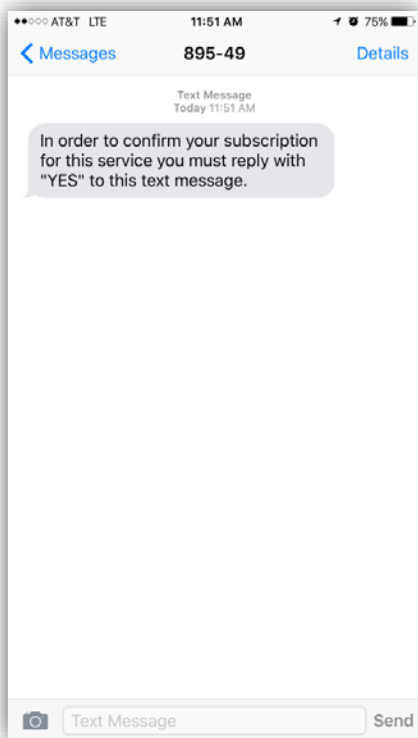 AT&T LTE 11:51 AM 75%
Messages 895-49 Details
Text Message
Today 11:51 AM
In order to confirm your subscription
for this service you must reply with
"YES" to this text message.
Text Message Send